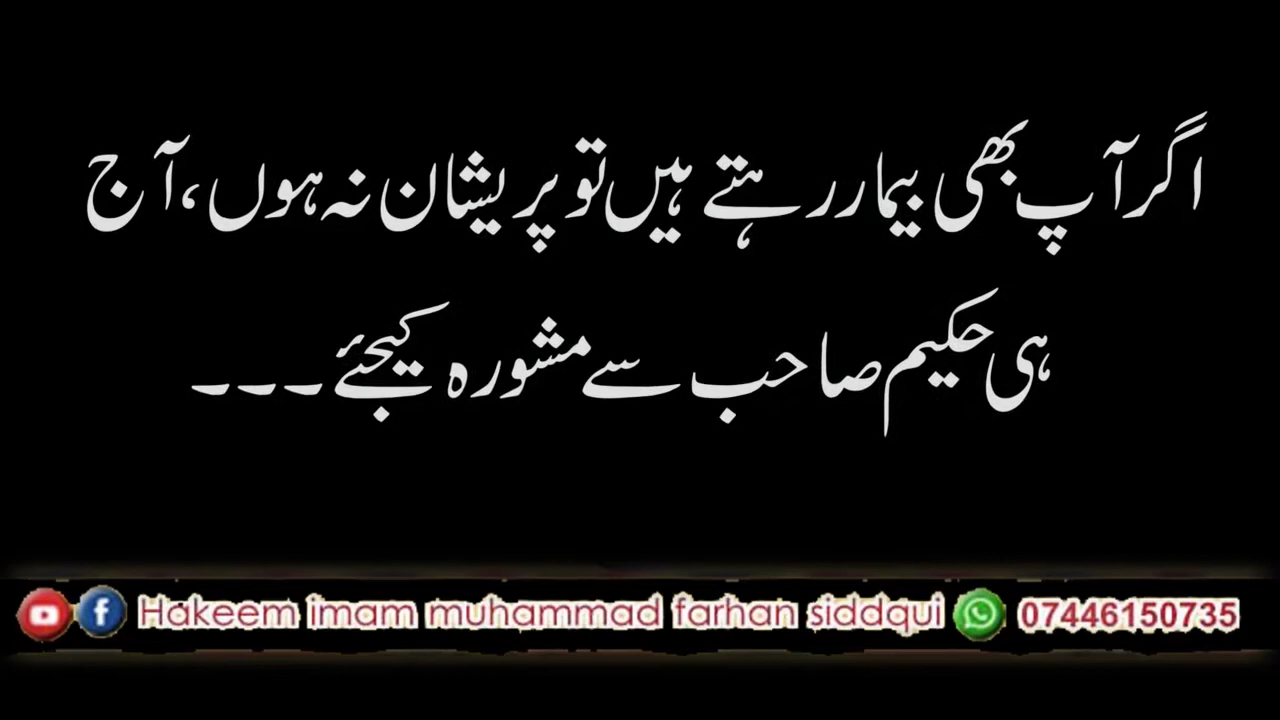 اگر آپ بھی بیمار رہتے ہیں تو پریشان نہ ہوں، آج
ہی حکیم صاحب سے مشورہ کیجئے۔۔۔
Hakeem imam muhammad farhan siddqui 07446150735